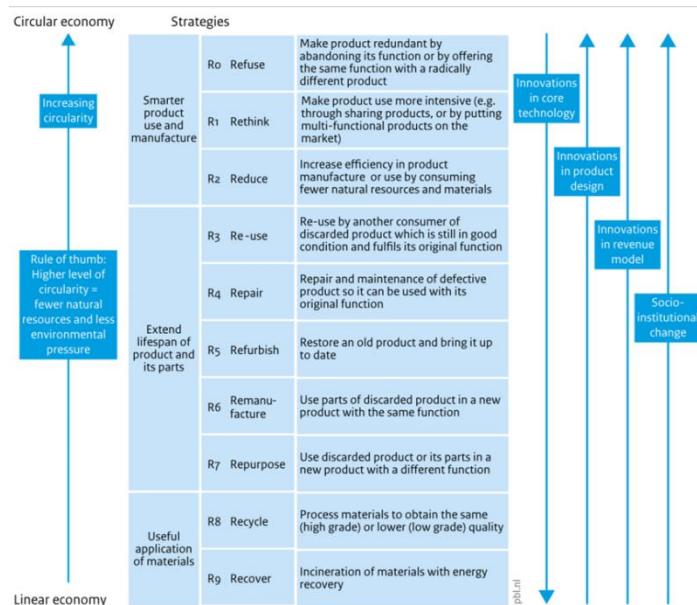 Circular economy
Strategies
Increasing
circularity
Rule of thumb:
Higher level of
circularity =
fewer natural
resources and less
environmental
pressure
Linear economy
Smarter
product
use and
manufacture
R0 Refuse
Make product redundant by
abandoning its function or by offering
the same function with a radically
different product
R1 Rethink
Make product use more intensive (e.g.
through sharing products, or by putting
multi-functional products on the
market)
R2 Reduce
Increase efficiency in product
manufacture or use by consuming
fewer natural resources and materials
Extend
lifespan of
product and
its parts
R3 Re-use
Re-use by another consumer of
discarded product which is still in good
condition and fulfils its original function
R4 Repair
Repair and maintenance of defective
product so it can be used with its
original function
R5 Refurbish
Restore an old product and bring it up
to date
R6 Remanu-
facture
Use parts of discarded product in a new
product with the same function
R7 Repurpose
Use discarded product or its parts in a
new product with a different function
Useful
application
of materials
R8 Recycle
Process materials to obtain the same
(high grade) or lower (low grade) quality
R9 Recover
Incineration of materials with energy
recovery
Innovations
in core
technology
Innovations
in product
design
Innovations
in revenue
model
Socio-
institutional
change
pbl.nl